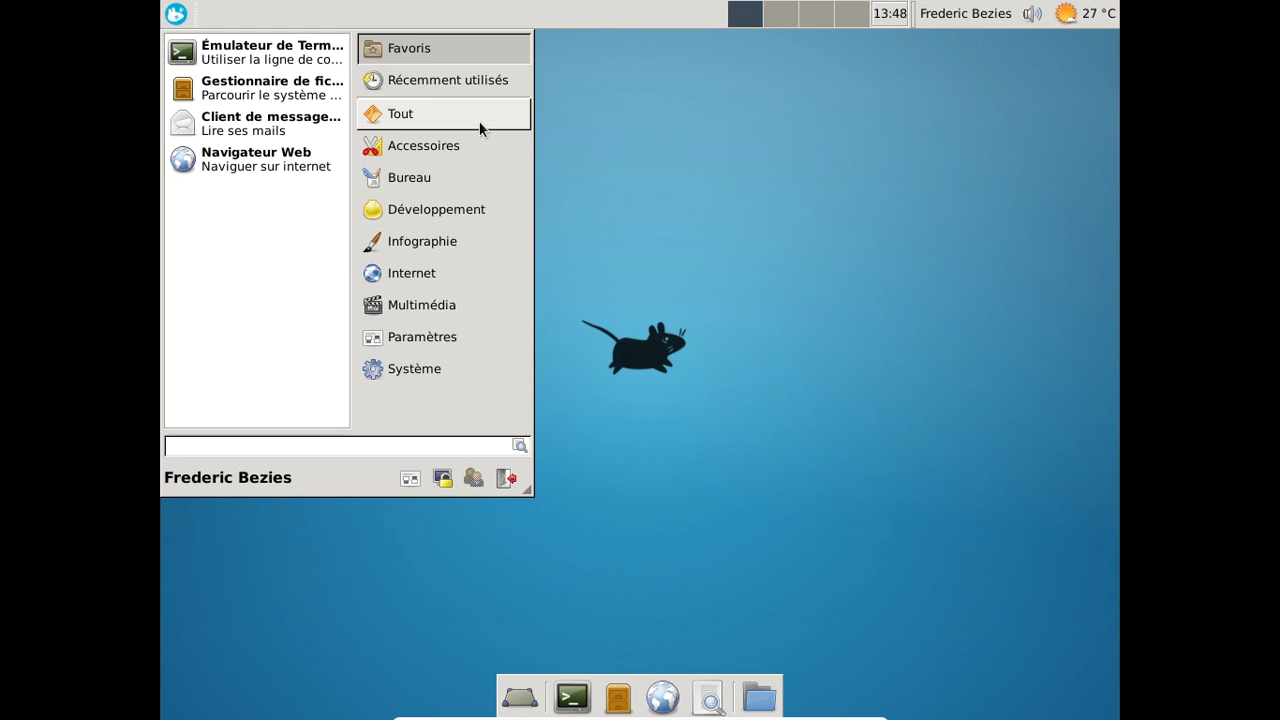 13:48 Frederic Bezies 27 °C
Émulateur de Term...
Utiliser la ligne de co...
Gestionnaire de fic...
Parcourir le système ...
Client de message...
Lire ses mails
Navigateur Web
Naviguer sur internet
Favoris
Récemment utilisés
Tout
Accessoires
Bureau
Développement
Infographie
Internet
Multimédia
Paramètres
Système
Frederic Bezies